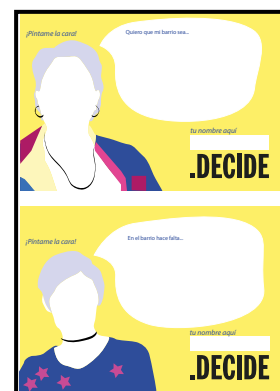 ¡Píntame la cara!
Quiero que mi barrio sea...
tu nombre aquí
.DECIDE
¡Píntame la cara!
En el barrio hace falta...
tu nombre aquí
.DECIDE